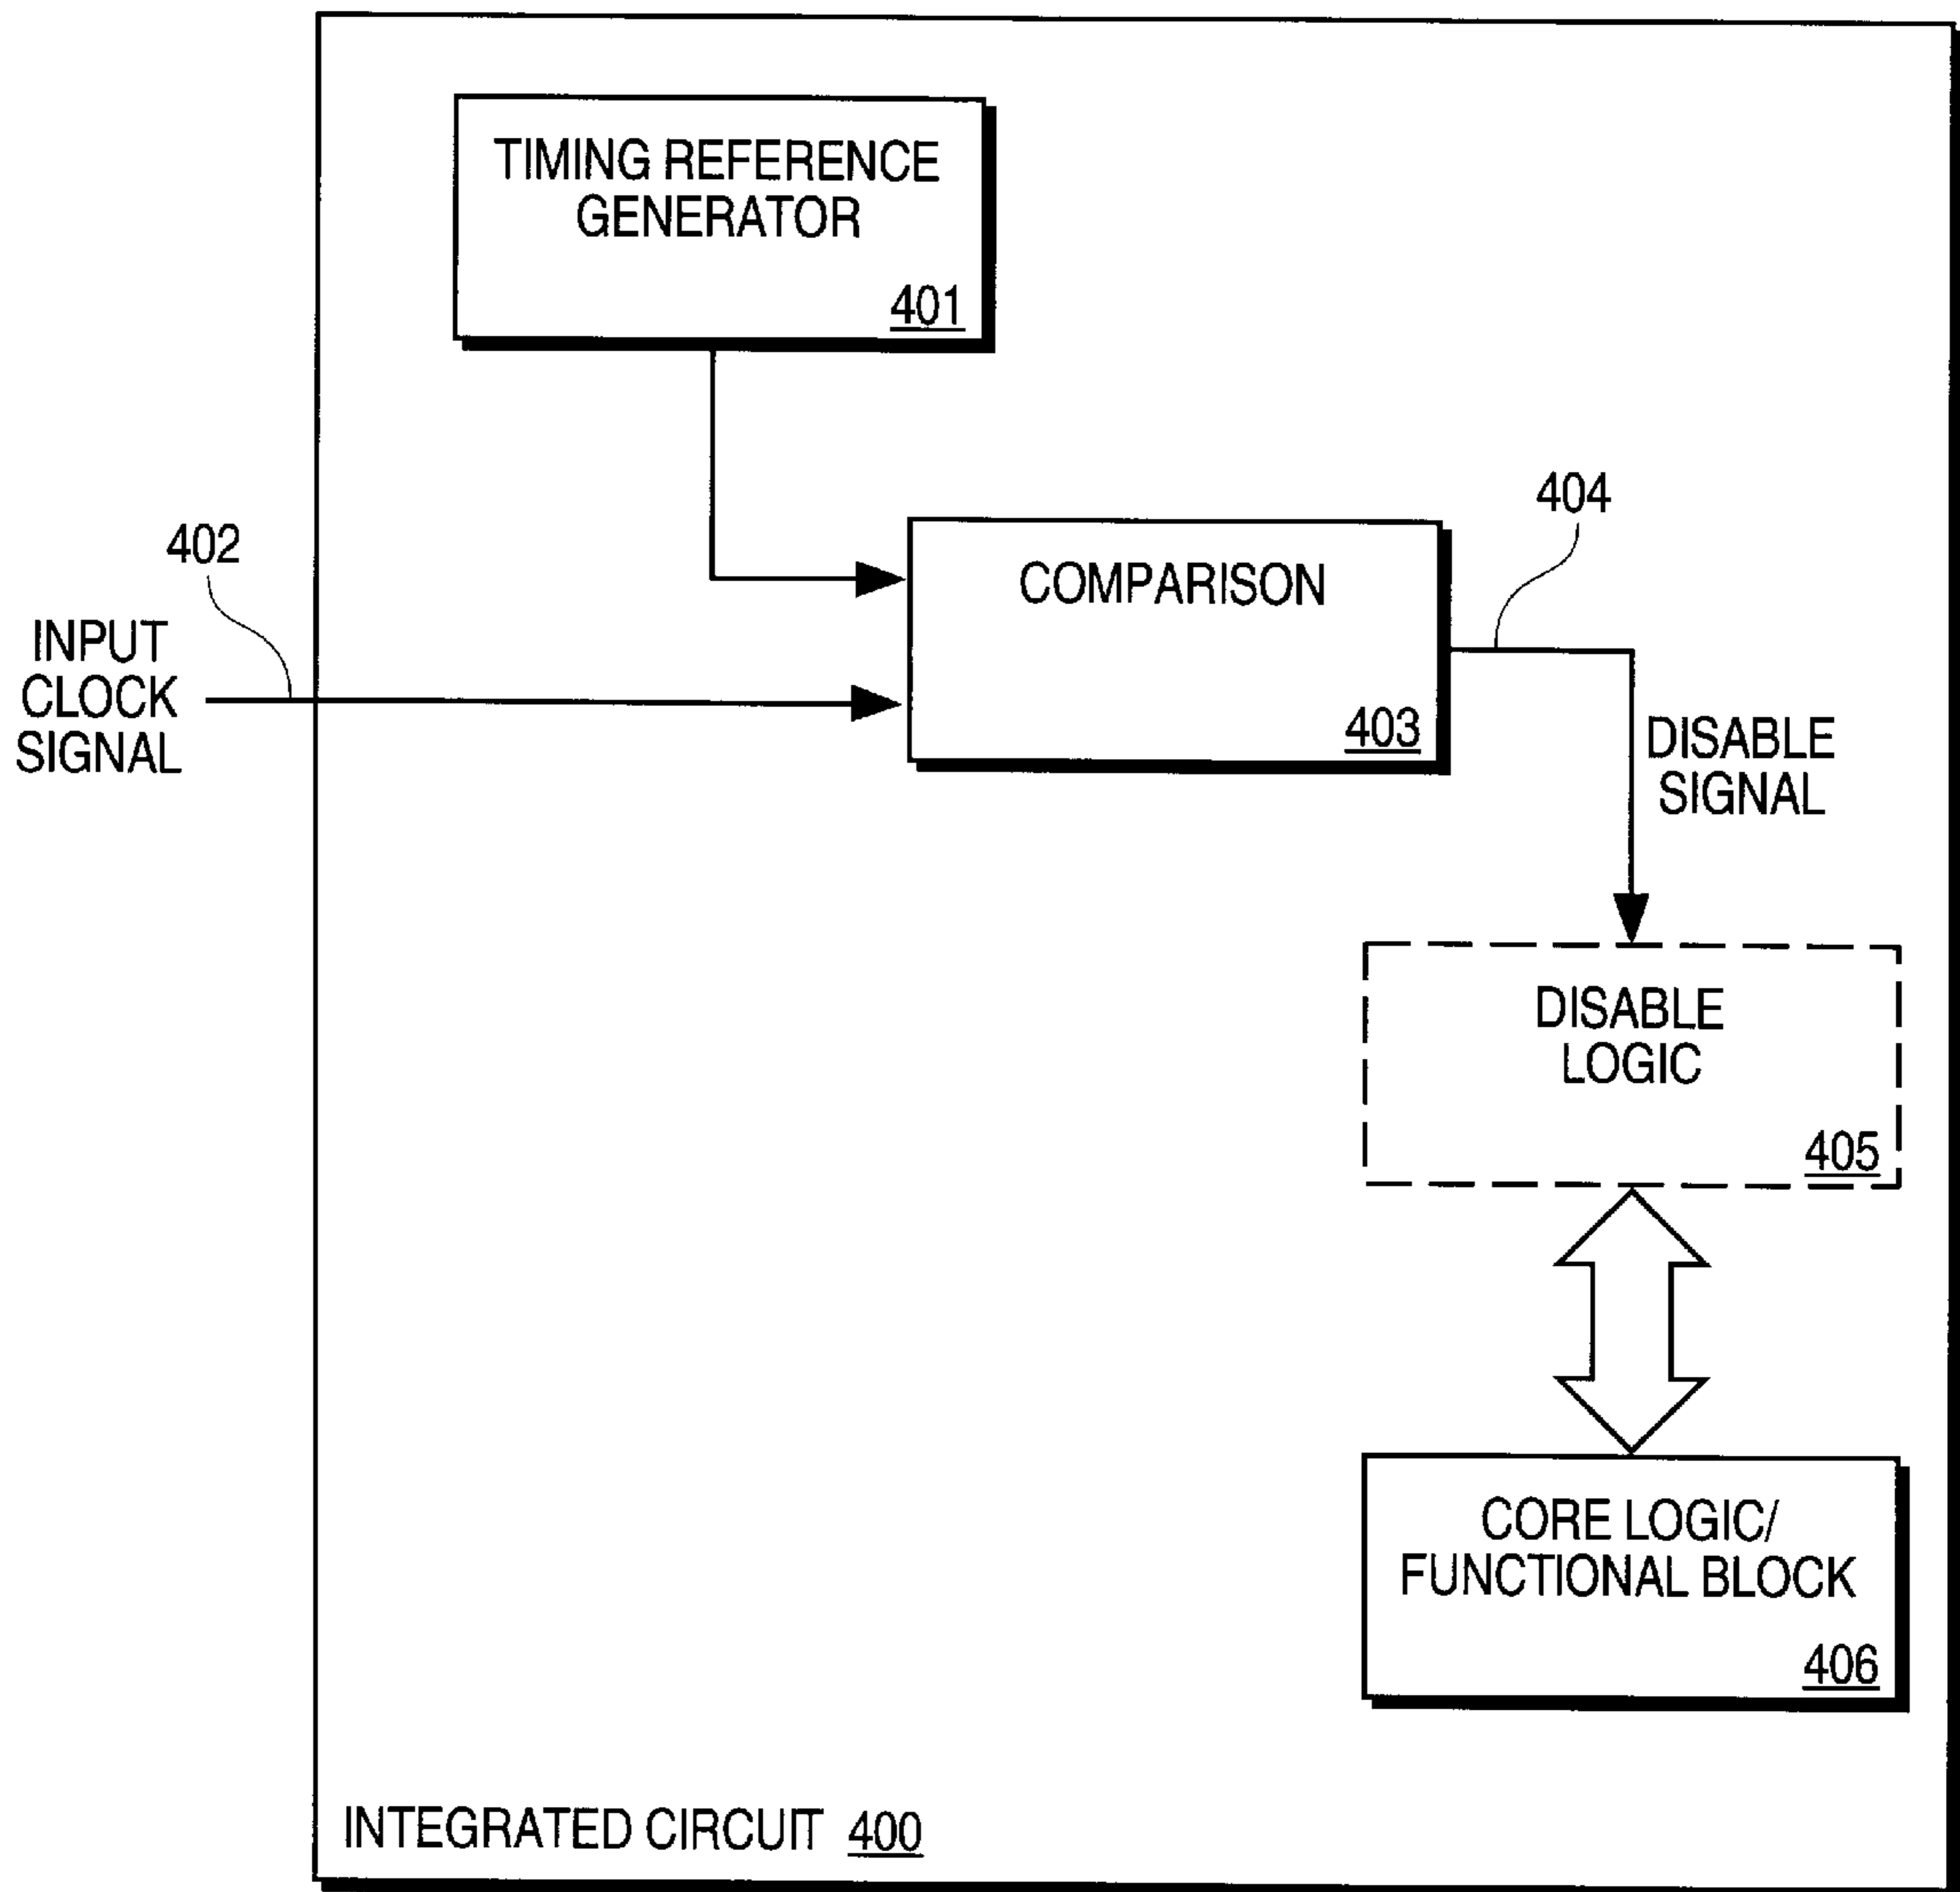 TIMING REFERENCE
GENERATOR
401
402
INPUT
CLOCK
SIGNAL
COMPARISON
403
404
DISABLE
SIGNAL
DISABLE
LOGIC
405
CORE LOGIC/
FUNCTIONAL BLOCK
406
INTEGRATED CIRCUIT 400